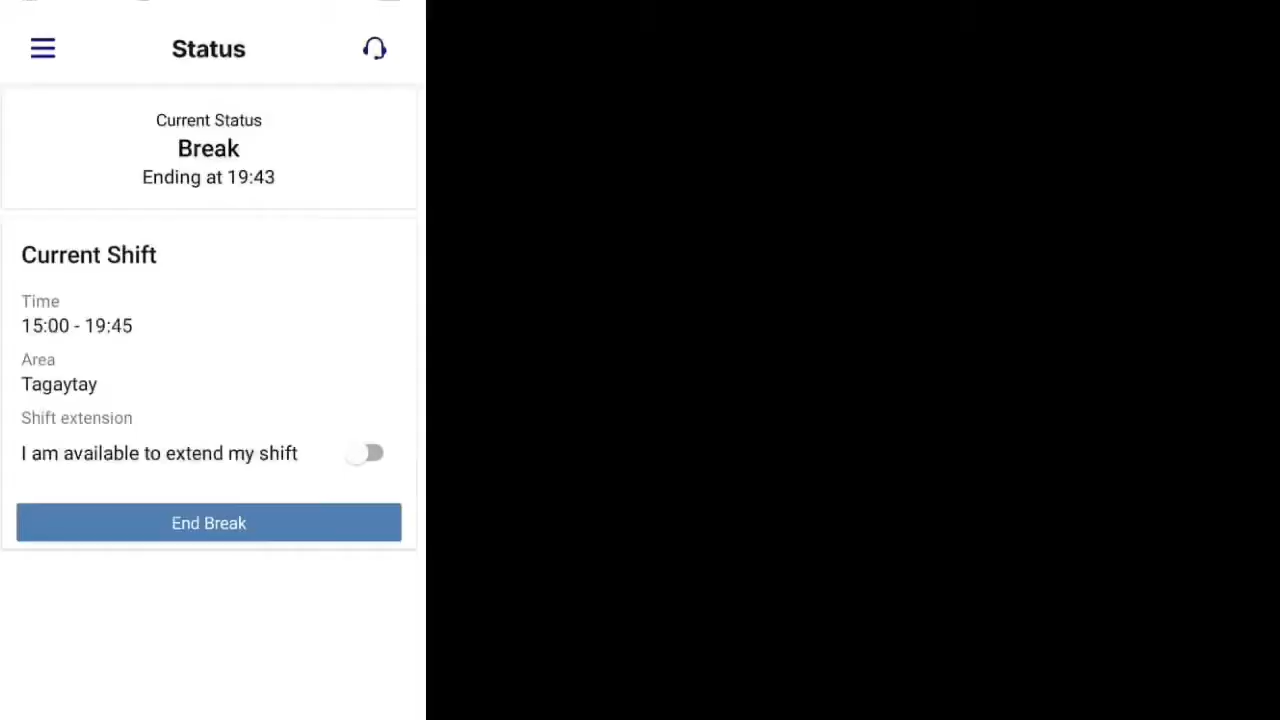 Status
Current Status
Break
Ending at 19:43
Current Shift
Time
15:00 - 19:45
Area
Tagaytay
Shift extension
I am available to extend my shift
End Break